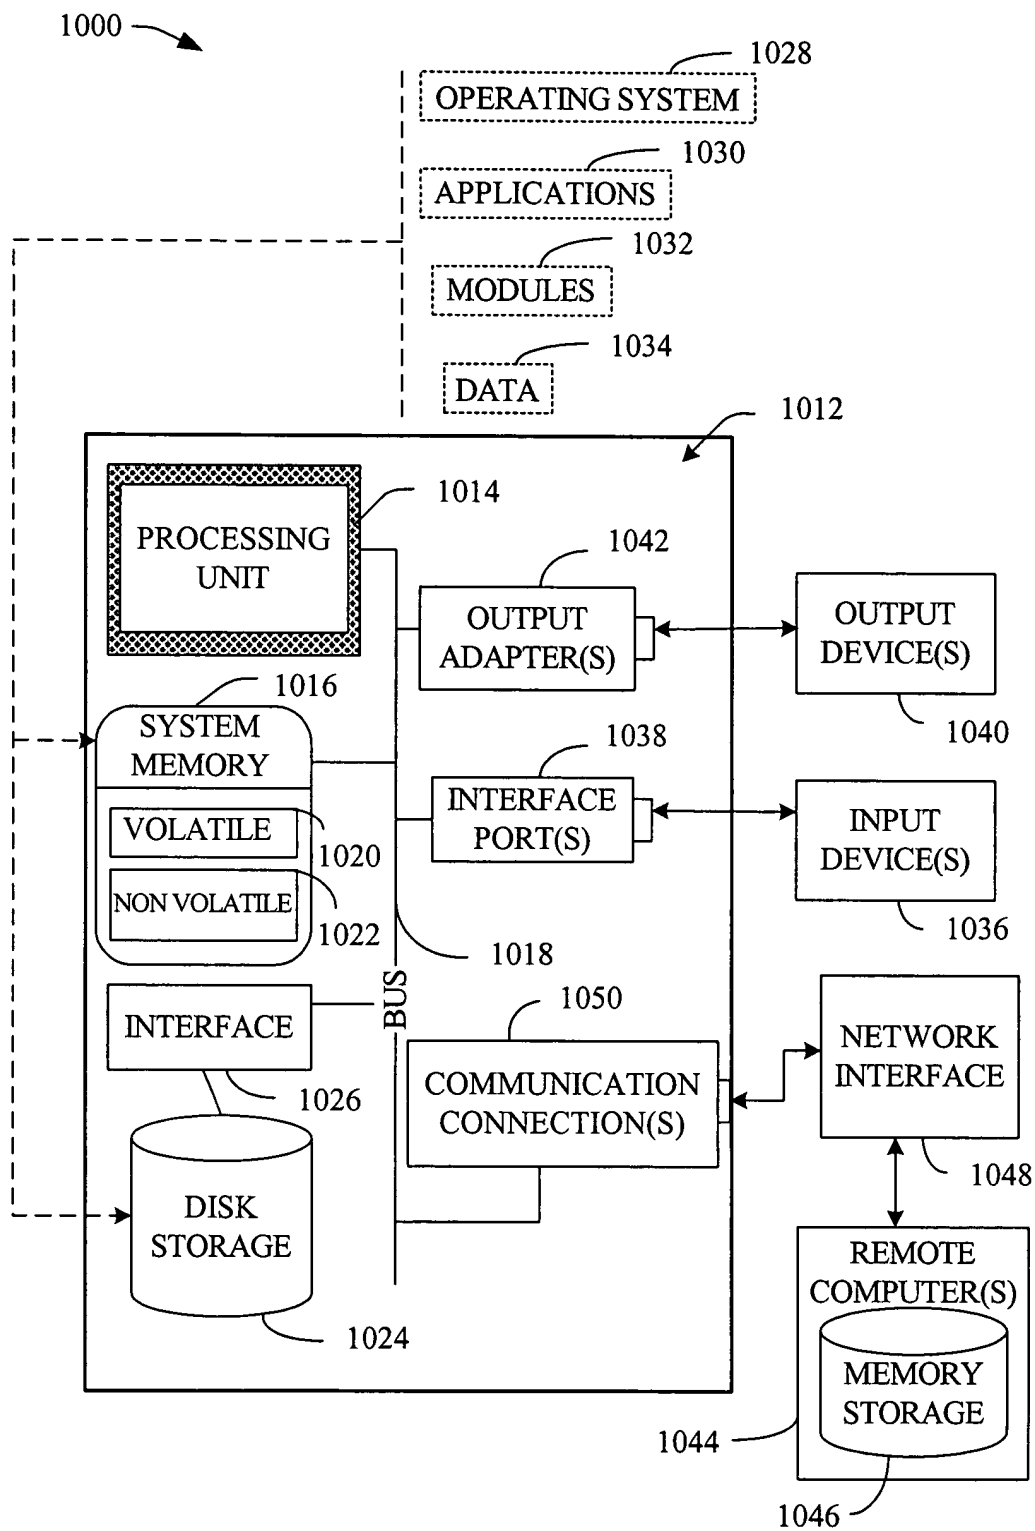 1000
1028
OPERATING SYSTEM
1030
APPLICATIONS
1032
MODULES
1034
DATA
1012
1014
PROCESSING
UNIT
1042
OUTPUT
ADAPTER(S)
OUTPUT
DEVICE(S)
1040
1016
SYSTEM
MEMORY
VOLATILE
1020
NON VOLATILE
1022
1038
INTERFACE
PORT(S)
INPUT
DEVICE(S)
1036
1018
BUS
INTERFACE
1026
1050
COMMUNICATION
CONNECTION(S)
NETWORK
INTERFACE
1048
DISK
STORAGE
1024
REMOTE
COMPUTER(S)
MEMORY
STORAGE
1044
1046